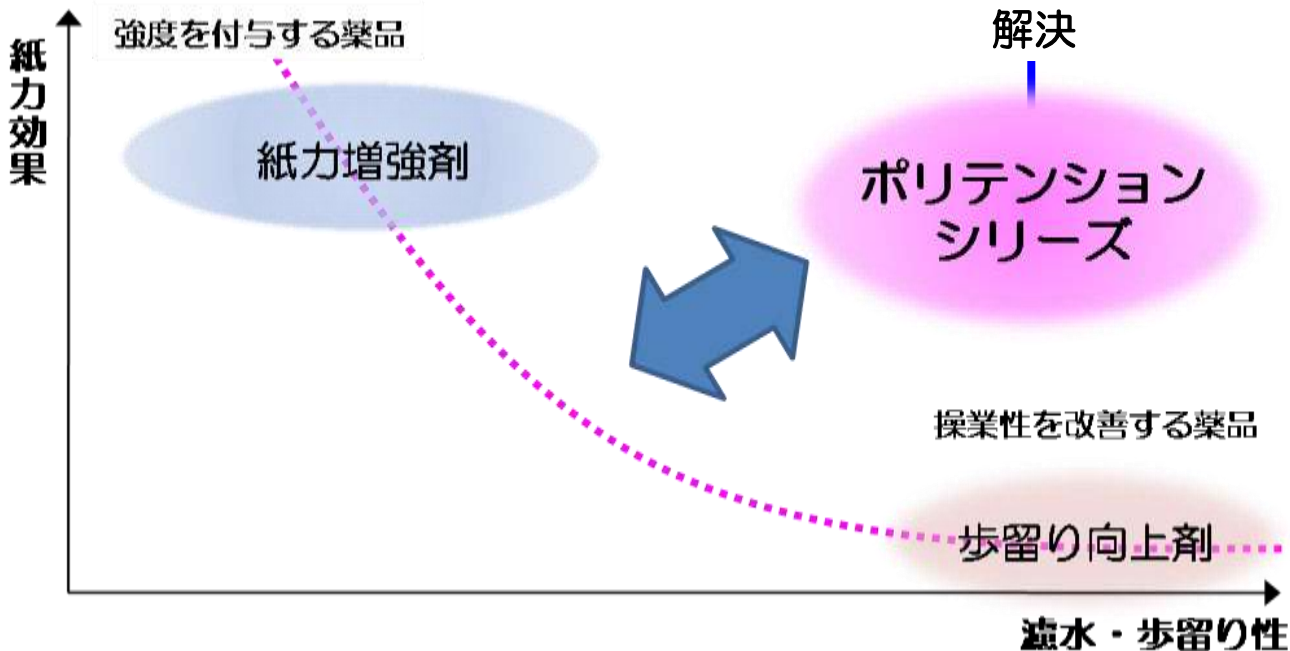 強度を付与する薬品
解決
紙力効果
紙力増強剤
ポリテンション
シリーズ
操業性を改善する薬品
歩留り向上剤
濾水・歩留り性